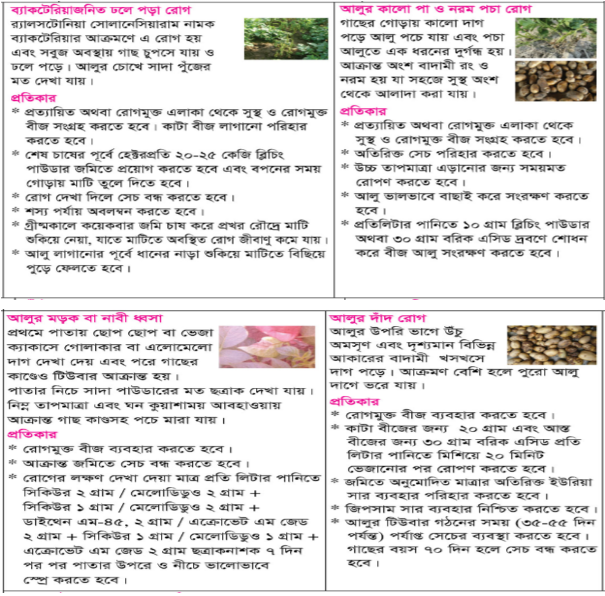 ব্যাকটেরিয়াজনিত ঢলে পড়া রোগ
র‍্যালসটোনিয়া সোলানেসিয়ারাম নামক
ব্যাকটেরিয়ার আক্রমণে এ রোগ হয়
এবং সবুজ অবস্থায় গাছ চুপসে যায় ও
ঢলে পড়ে। আলুর চোখে সাদা পুঁজের
মত দেখা যায়।
প্রতিকার
* প্রত্যায়িত অথবা রোগমুক্ত এলাকা থেকে সুস্থ ও রোগমুক্ত
বীজ সংগ্রহ করতে হবে। কাটা বীজ লাগানো পরিহার
করতে হবে।
* শেষ চাষের পূর্বে হেক্টরপ্রতি ২০-২৫ কেজি ব্লিচিং
পাউডার জমিতে প্রয়োগ করতে হবে এবং বপনের সময়
গোড়ায় মাটি তুলে দিতে হবে।
* রোগ দেখা দিলে সেচ বন্ধ করতে হবে।
* শস্য পর্যায় অবলম্বন করতে হবে।
* গ্রীষ্মকালে কয়েকবার জমি চাষ করে প্রখর রৌদ্রে মাটি
শুকিয়ে নেয়া, যাতে মাটিতে অবস্থিত রোগ জীবাণু কমে যায়।
* আলু লাগানোর পূর্বে ধানের নাড়া শুকিয়ে মাটিতে বিছিয়ে
পুড়ে ফেলতে হবে।
আলুর কালো পা ও নরম পচা রোগ
গাছের গোড়ায় কালো দাগ
পড়ে আলু পচে যায় এবং পচা
আলুতে এক ধরনের দুর্গন্ধ হয়।
আক্রান্ত অংশ বাদামী রং ও
নরম হয় যা সহজে সুস্থ অংশ
থেকে আলাদা করা যায়।
প্রতিকার
* প্রত্যায়িত অথবা রোগমুক্ত এলাকা থেকে
সুস্থ ও রোগমুক্ত বীজ সংগ্রহ করতে হবে।
* অতিরিক্ত সেচ পরিহার করতে হবে।
* উচ্চ তাপমাত্রা এড়ানোর জন্য সময়মত
রোপণ করতে হবে।
* আলু ভালভাবে বাছাই করে সংরক্ষণ করতে
হবে।
* প্রতিলিটার পানিতে ১০ গ্রাম ব্লিচিং পাউডার
অথবা ৩০ গ্রাম বরিক এসিড দ্রবণে শোধন
করে বীজ আলু সংরক্ষণ করতে হবে।
আলুর মড়ক বা নাবী ধ্বসা
প্রথমে পাতায় ছোপ ছোপ বা ভেজা
ক্যাকাসে গোলাকার বা এলোমেলো
দাগ দেখা দেয় এবং পরে গাছের
কাণ্ডেও টিউবার আক্রান্ত হয়।
পাতার নিচে সাদা পাউডারের মত ছত্রাক দেখা যায়।
নিম্ন তাপমাত্রা এবং ঘন কুয়াশাময় আবহাওয়ায়
আক্রান্ত গাছ কাণ্ডসহ পচে মারা যায়।
প্রতিকার
* রোগমুক্ত বীজ ব্যবহার করতে হবে।
* আক্রান্ত জমিতে সেচ বন্ধ করতে হবে।
* রোগের লক্ষণ দেখা দেয়া মাত্র প্রতি লিটার পানিতে
সিকিউর ২ গ্রাম / মেলোডিডুও ২ গ্রাম +
সিকিউর ১ গ্রাম / মেলোডিডুও ২ গ্রাম +
ডাইথেন এম-৪৫, ২ গ্রাম / এক্রোভেট এম জেড
২ গ্রাম + সিকিউর ১ গ্রাম / মেলোডিডুও ১ গ্রাম +
এক্রোভেট এম জেড ২ গ্রাম ছত্রাকনাশক ৭ দিন
পর পর পাতার উপরে ও নীচে ভালোভাবে
স্প্রে করতে হবে।
আলুর দাঁদ রোগ
আলুর উপরি ভাগে উঁচু
অমসৃণ এবং দৃশ্যমান বিভিন্ন
আকারের বাদামী খসখসে
দাগ পড়ে। আক্রমণ বেশি হলে পুরো আলু
দাগে ভরে যায়।
প্রতিকার
* রোগমুক্ত বীজ ব্যবহার করতে হবে।
* কাটা বীজের জন্য ২০ গ্রাম এবং আস্ত
বীজের জন্য ৩০ গ্রাম বরিক এসিড প্রতি
লিটার পানিতে মিশিয়ে ২০ মিনিট
ভেজানোর পর রোপণ করতে হবে।
* জমিতে অনুমোদিত মাত্রার অতিরিক্ত ইউরিয়া
সার ব্যবহার পরিহার করতে হবে।
* জিপসাম সার ব্যবহার নিশ্চিত করতে হবে।
* আলুর টিউবার গঠনের সময় (৩৫-৫৫ দিন
পর্যন্ত) পর্যাপ্ত সেচের ব্যবস্থা করতে হবে।
গাছের বয়স ৭০ দিন হলে সেচ বন্ধ করতে
হবে।